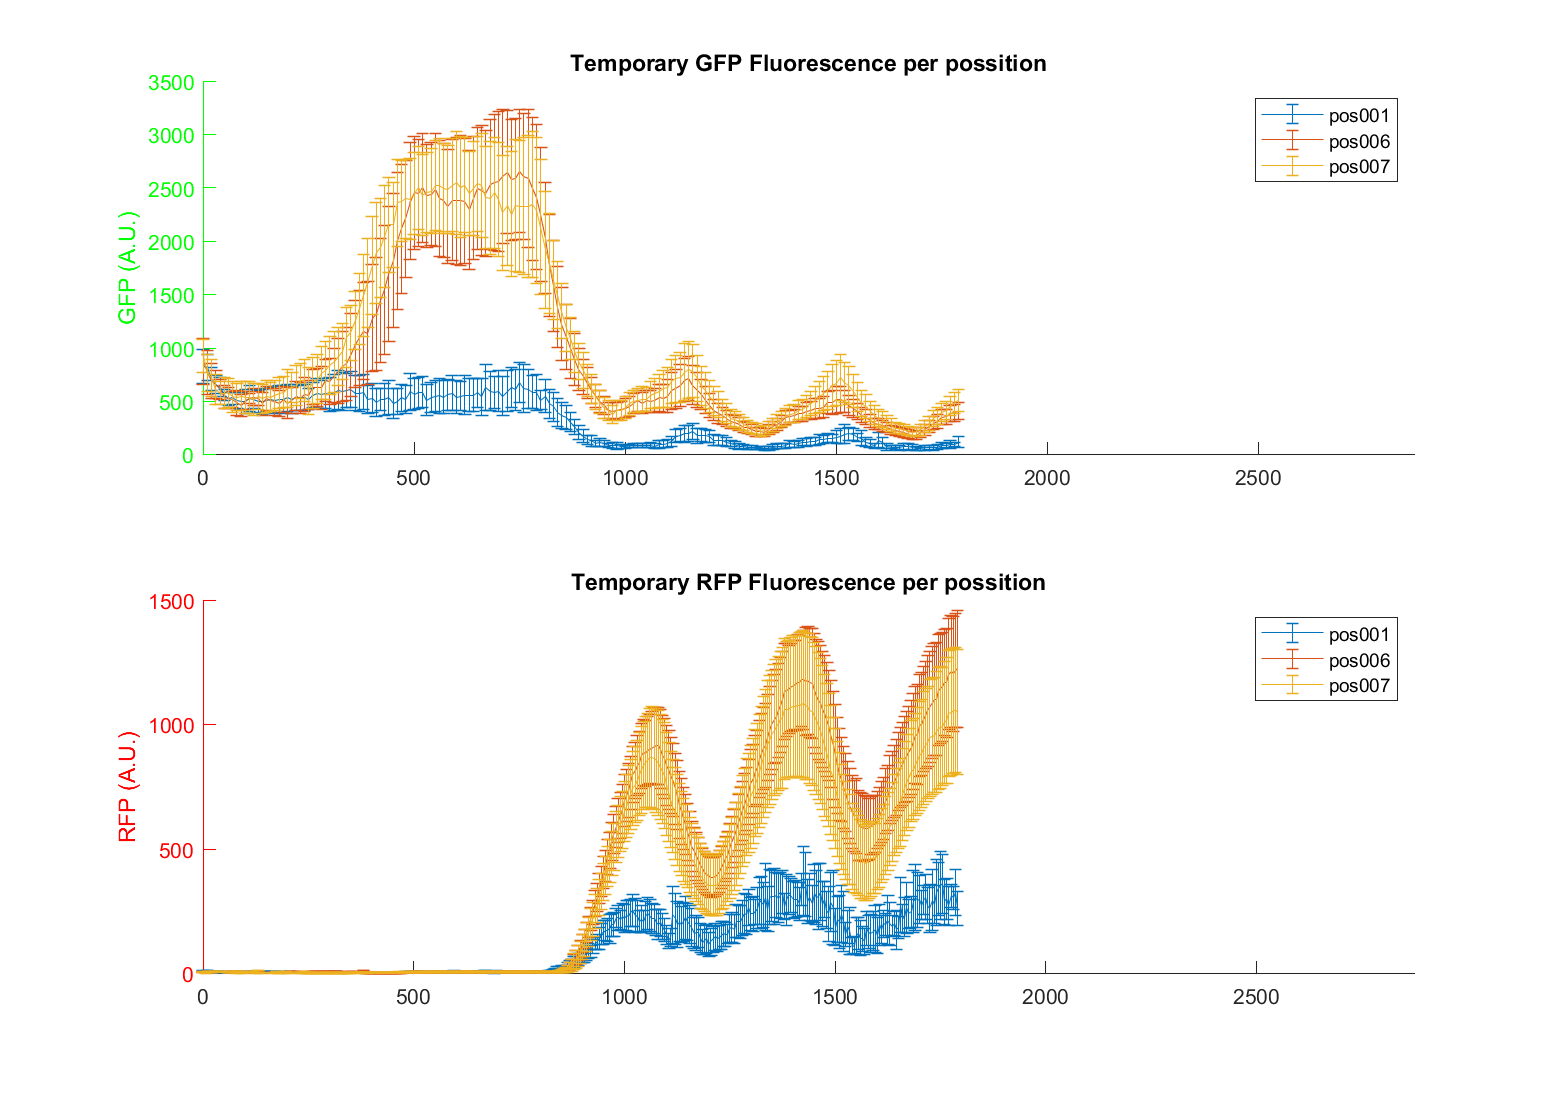 Temporary GFP Fluorescence per possition
GFP (A.U.)
3500
3000
2500
2000
1500
1000
500
0
0 500 1000 1500 2000 2500
pos001
pos006
pos007
Temporary RFP Fluorescence per possition
RFP (A.U.)
1500
1000
500
0
0 500 1000 1500 2000 2500
pos001
pos006
pos007